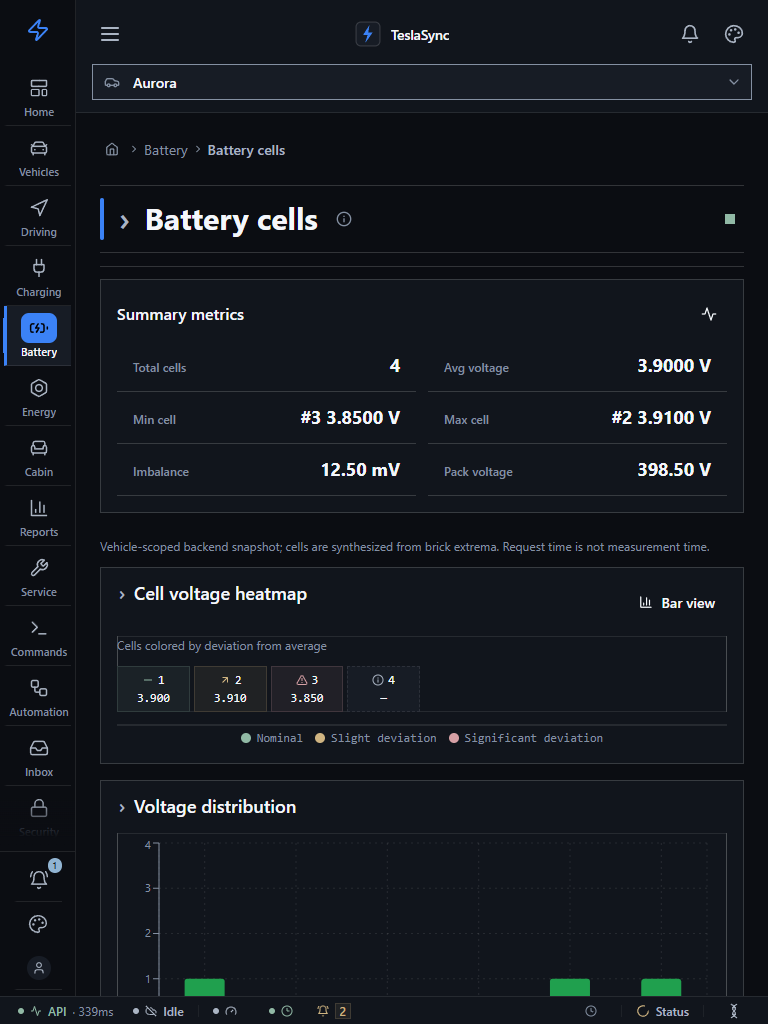 TeslaSync
Aurora
Home
Vehicles
Driving
Charging
Battery
Energy
Cabin
Reports
Service
Commands
Automation
Inbox
Security
1
Battery
Battery cells
Battery cells
Summary metrics
Total cells 4
Avg voltage 3.9000 V
Min cell #3 3.8500 V
Max cell #2 3.9100 V
Imbalance 12.50 mV
Pack voltage 398.50 V
Vehicle-scoped backend snapshot; cells are synthesized from brick extrema. Request time is not measurement time.
Cell voltage heatmap
Bar view
Cells colored by deviation from average
1
3.900
2
3.910
3
3.850
4
—
Nominal
Slight deviation
Significant deviation
Voltage distribution
4
3
2
1
API · 339ms
Idle
2
Status